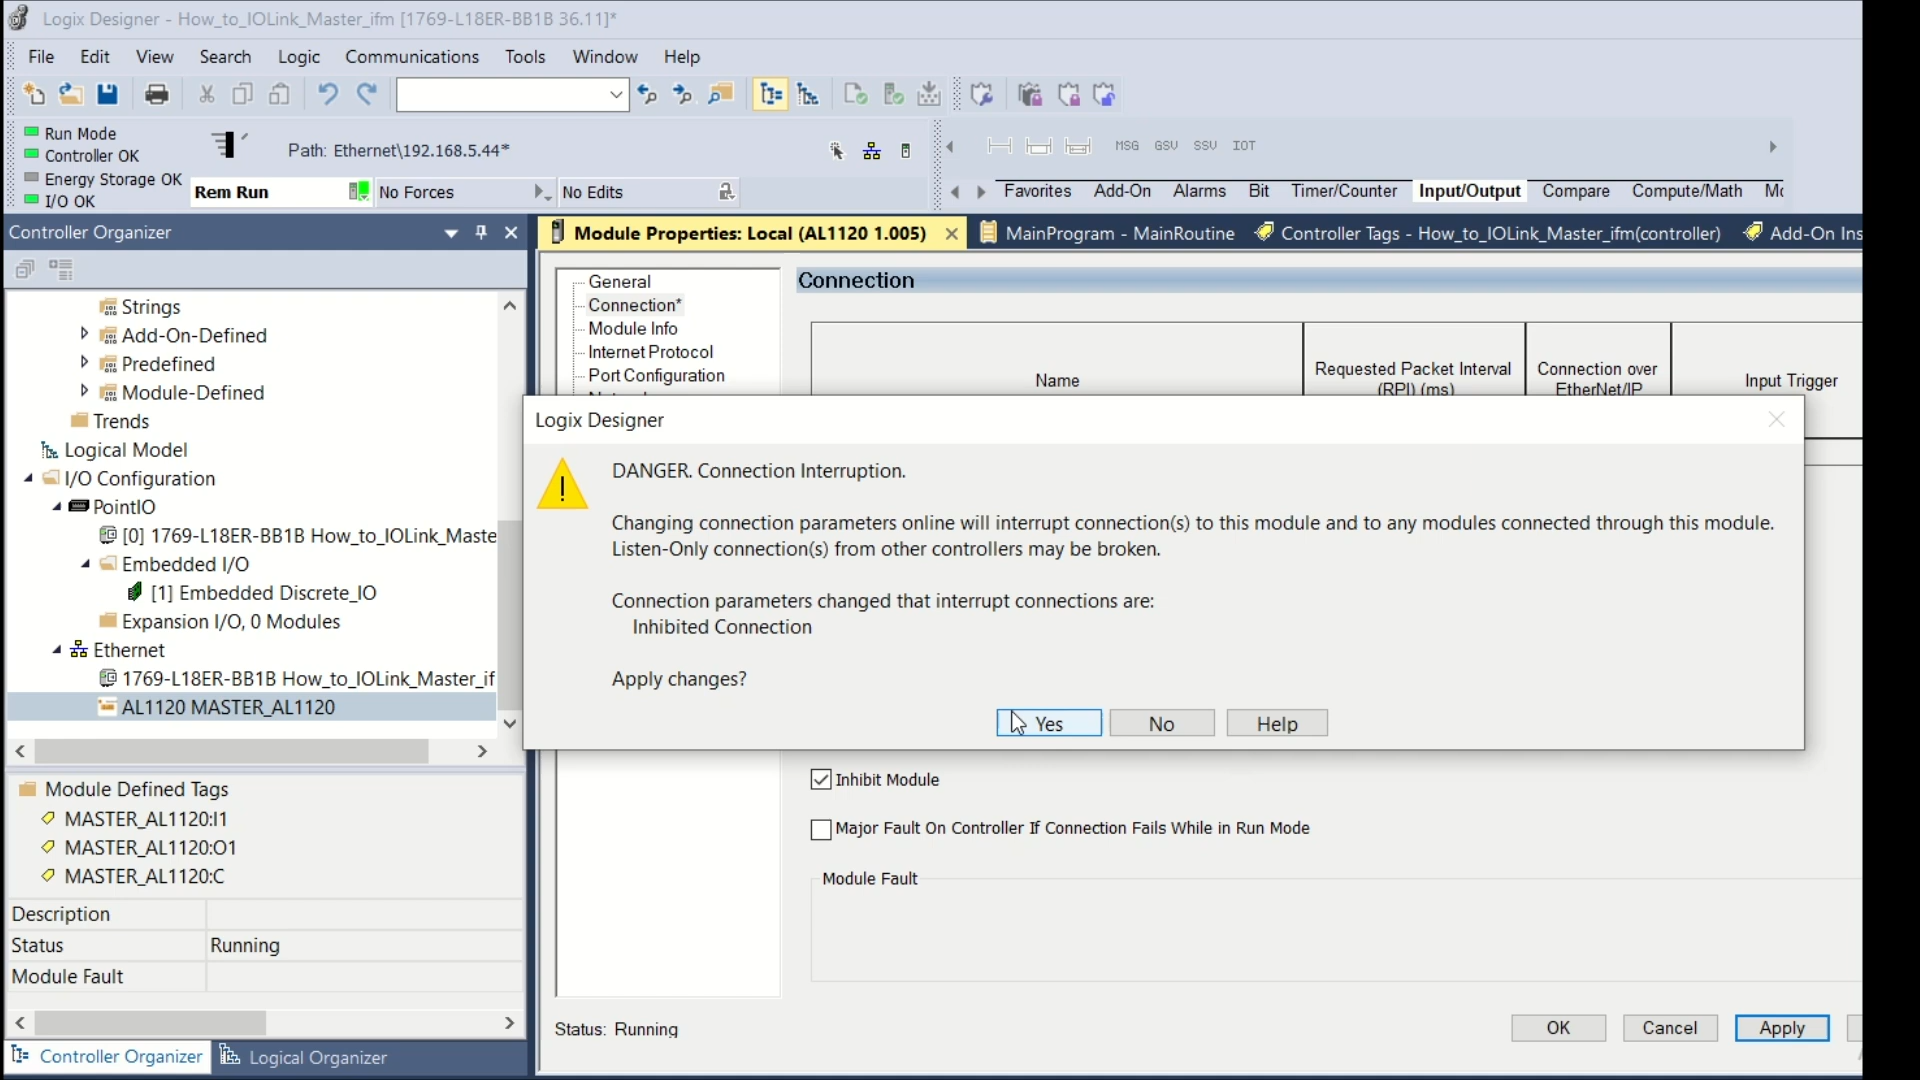 Logix Designer - How_to_IOLink_Master_ifm [1769-L18ER-BB1B 36.11]*
File Edit View Search Logic Communications Tools Window Help
Run Mode
Controller OK
Energy Storage OK
I/O OK
Path: Ethernet\192.168.5.44*
Rem Run
No Forces
No Edits
MSG GSV SSV IOT
Favorites Add-On Alarms Bit Timer/Counter Input/Output Compare Compute/Math Mo
Controller Organizer
Strings
Add-On-Defined
Predefined
Module-Defined
Trends
Logical Model
I/O Configuration
PointIO
[0] 1769-L18ER-BB1B How_to_IOLink_Maste
Embedded I/O
[1] Embedded Discrete_IO
Expansion I/O, 0 Modules
Ethernet
1769-L18ER-BB1B How_to_IOLink_Master_if
AL1120 MASTER_AL1120
Module Defined Tags
MASTER_AL1120:I1
MASTER_AL1120:O1
MASTER_AL1120:C
Description
Status Running
Module Fault
Controller Organizer Logical Organizer
Module Properties: Local (AL1120 1.005) MainProgram - MainRoutine Controller Tags - How_to_IOLink_Master_ifm(controller) Add-On Ins
General
Connection*
Module Info
Internet Protocol
Port Configuration
Connection
Name
Requested Packet Interval
(RPI) (ms)
Connection over
EtherNet/IP
Input Trigger
Logix Designer
DANGER. Connection Interruption.
Changing connection parameters online will interrupt connection(s) to this module and to any modules connected through this module.
Listen-Only connection(s) from other controllers may be broken.
Connection parameters changed that interrupt connections are:
Inhibited Connection
Apply changes?
Yes No Help
Inhibit Module
Major Fault On Controller If Connection Fails While in Run Mode
Module Fault
Status: Running
OK Cancel Apply